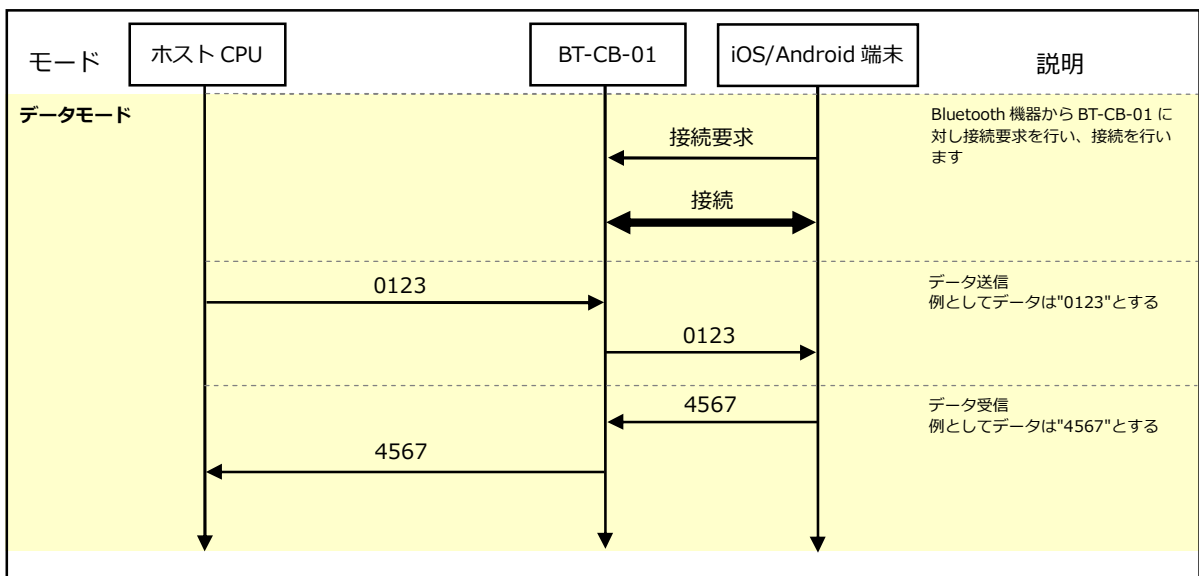 モード
ホスト CPU
BT-CB-01
iOS/Android 端末
説明
データモード
Bluetooth 機器から BT-CB-01 に
対し接続要求を行い、接続を行い
ます
接続要求
接続
0123
データ送信
例としてデータは"0123"とする
0123
4567
データ受信
例としてデータは"4567"とする
4567